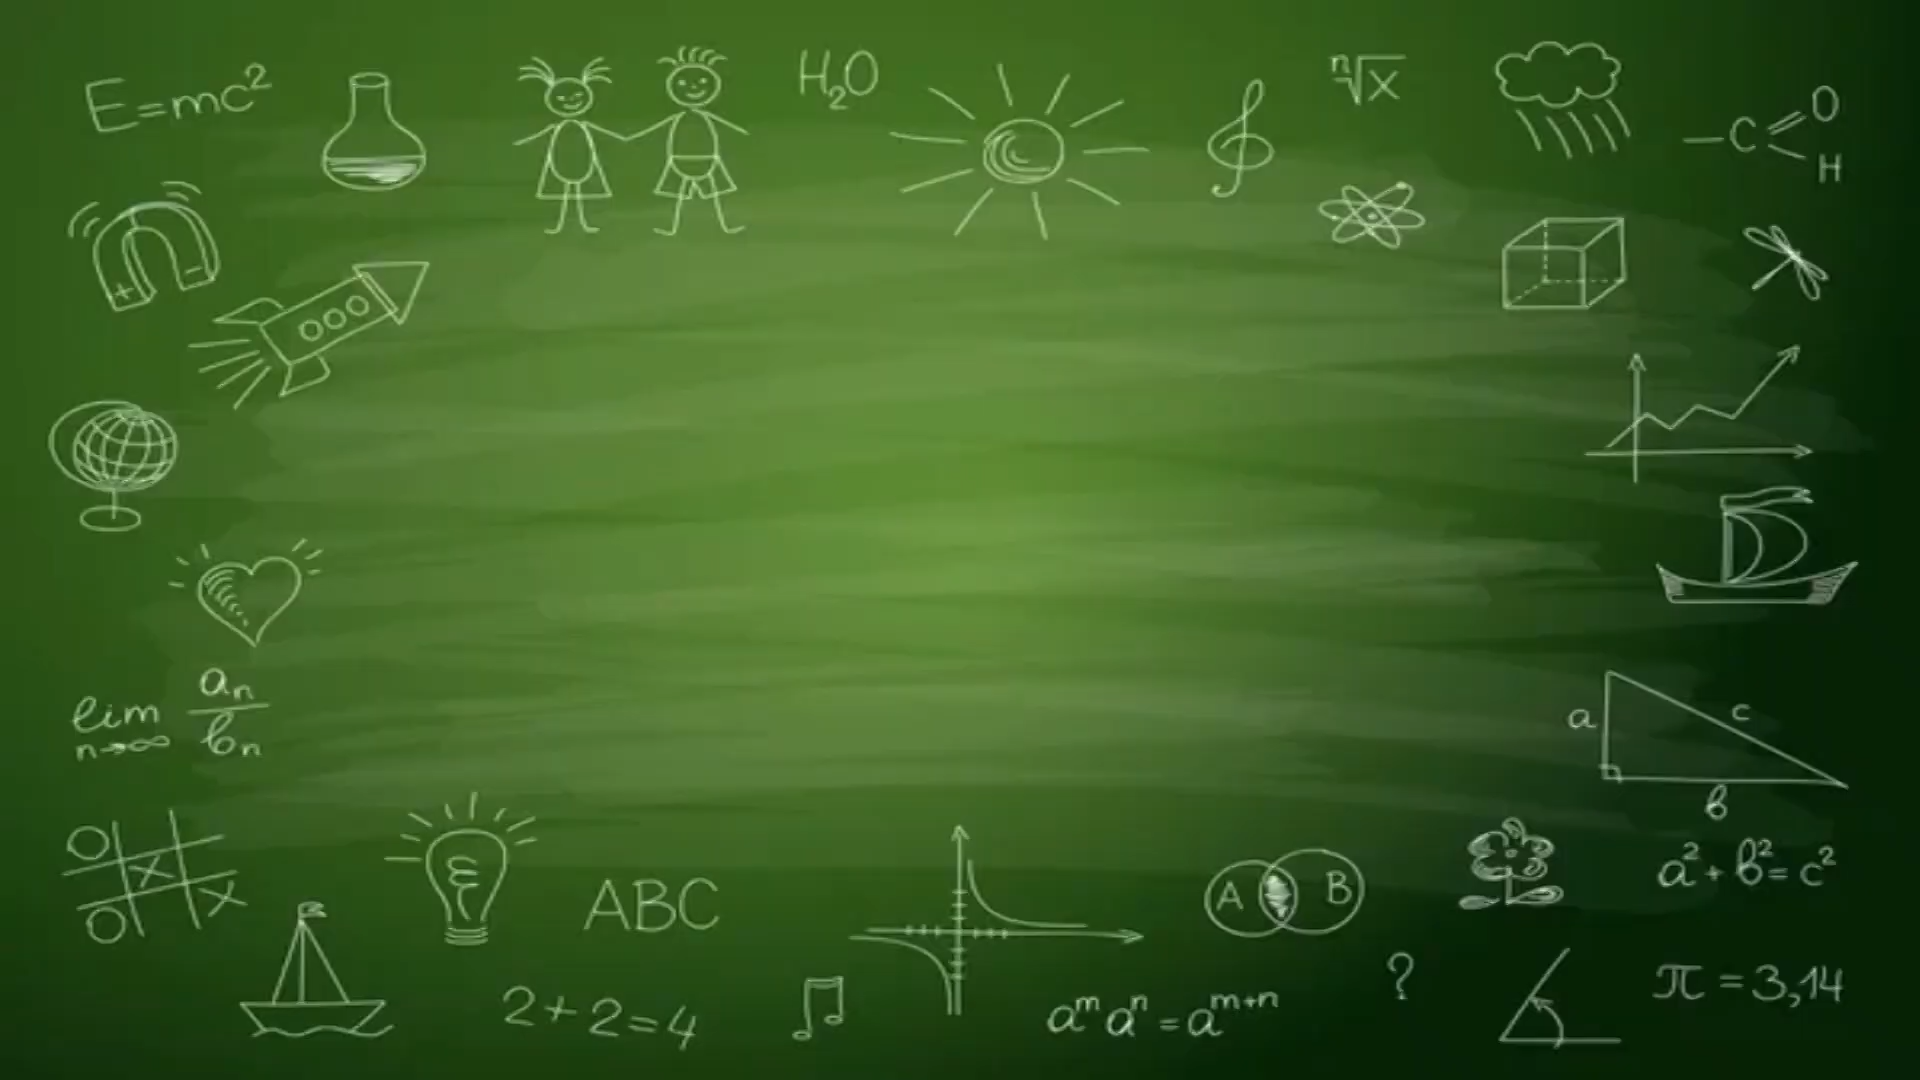 E=mc²
H₂O
ⁿ√x
O
-C
H
+ -
lim aₙ/bₙ
n→∞
a c
b
O
X
O X
ABC
A B
a²+b²=c²
2+2=4
aᵐaⁿ=aᵐ⁺ⁿ
?
π=3,14